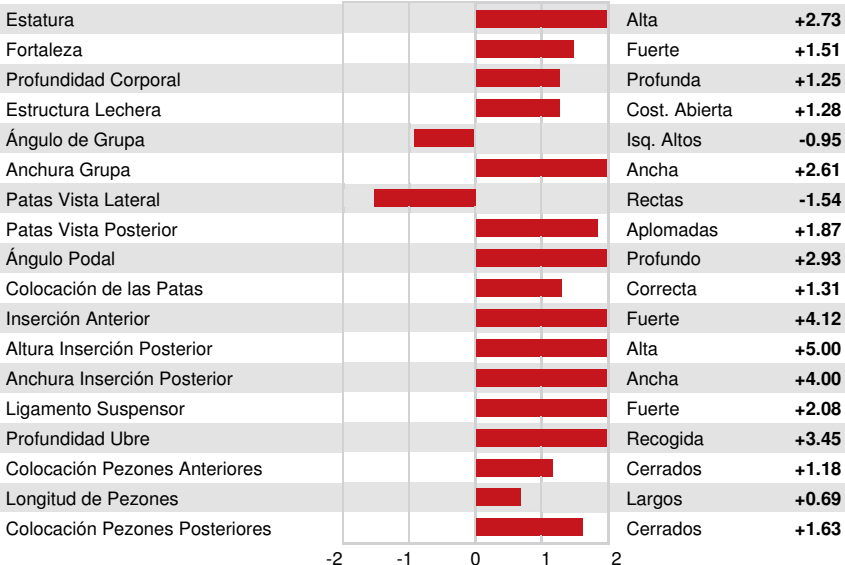 Estatura Alta +2.73
Fortaleza Fuerte +1.51
Profundidad Corporal Profunda +1.25
Estructura Lechera Cost. Abierta +1.28
Ángulo de Grupa Isq. Altos -0.95
Anchura Grupa Ancha +2.61
Patas Vista Lateral Rectas -1.54
Patas Vista Posterior Aplomadas +1.87
Ángulo Podal Profundo +2.93
Colocación de las Patas Correcta +1.31
Inserción Anterior Fuerte +4.12
Altura Inserción Posterior Alta +5.00
Anchura Inserción Posterior Ancha +4.00
Ligamento Suspensor Fuerte +2.08
Profundidad Ubre Recogida +3.45
Colocación Pezones Anteriores Cerrados +1.18
Longitud de Pezones Largos +0.69
Colocación Pezones Posteriores Cerrados +1.63
-2 -1 0 1 2